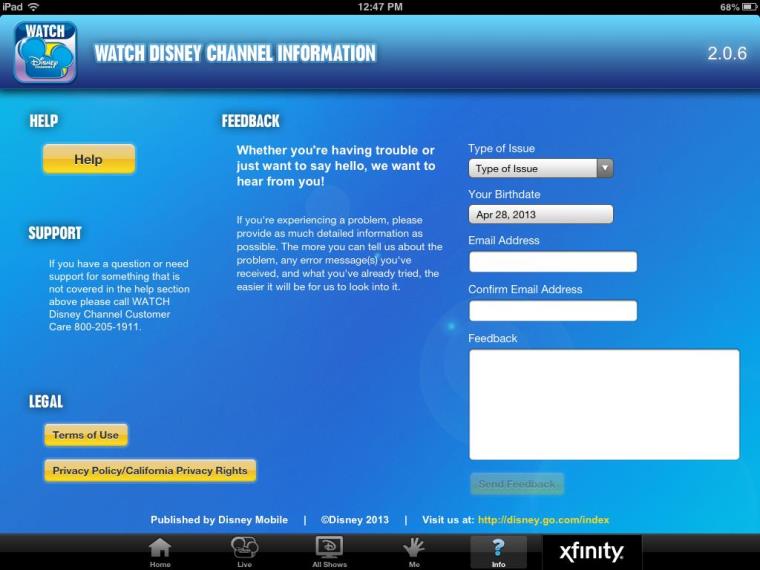 iPad
12:47 PM
68%
WATCH
Disney
CHANNEL
WATCH DISNEY CHANNEL INFORMATION
2.0.6
HELP
Help
SUPPORT
If you have a question or need
support for something that is
not covered in the help section
above please call WATCH
Disney Channel Customer
Care 800-205-1911.
LEGAL
Terms of Use
Privacy Policy/California Privacy Rights
FEEDBACK
Whether you're having trouble or
just want to say hello, we want to
hear from you!
If you're experiencing a problem, please
provide as much detailed information as
possible. The more you can tell us about the
problem, any error message(s) you've
received, and what you've already tried, the
easier it will be for us to look into it.
Type of Issue
Type of Issue
Your Birthdate
Apr 28, 2013
Email Address
Confirm Email Address
Feedback
Send Feedback
Published by Disney Mobile | ©Disney 2013 | Visit us at: http://disney.go.com/index
Home
Live
All Shows
Me
?
Info
xfinity